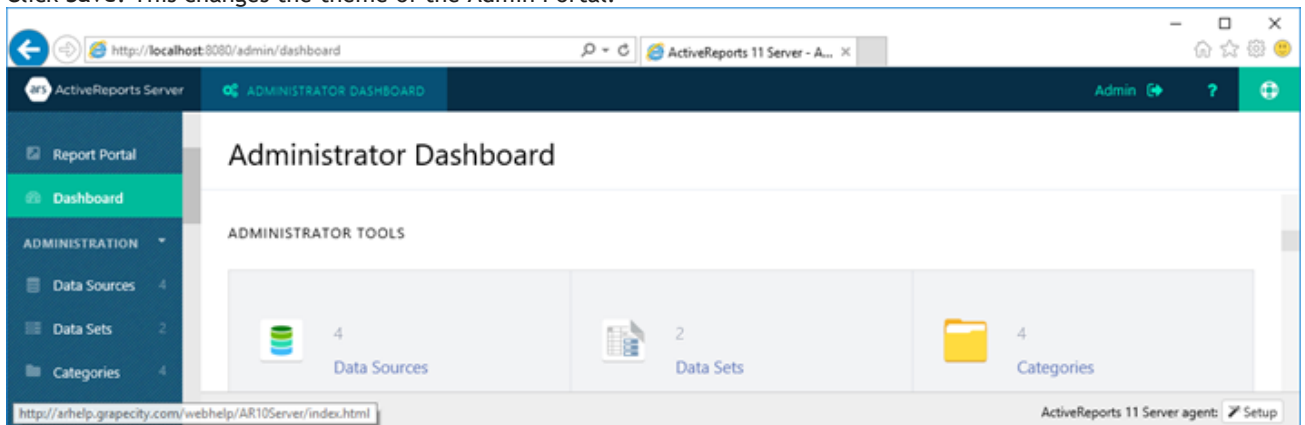 Click Save. This changes the theme of the Admin Portal.
http://localhost:8080/admin/dashboard
ActiveReports 11 Server - A...
ars ActiveReports Server
ADMINISTRATOR DASHBOARD
Admin
?
Report Portal
Administrator Dashboard
Dashboard
ADMINISTRATION
ADMINISTRATOR TOOLS
Data Sources 4
Data Sets 2
Categories 4
4
Data Sources
2
Data Sets
4
Categories
http://arhelp.grapecity.com/webhelp/AR10Server/index.html
ActiveReports 11 Server agent: Setup